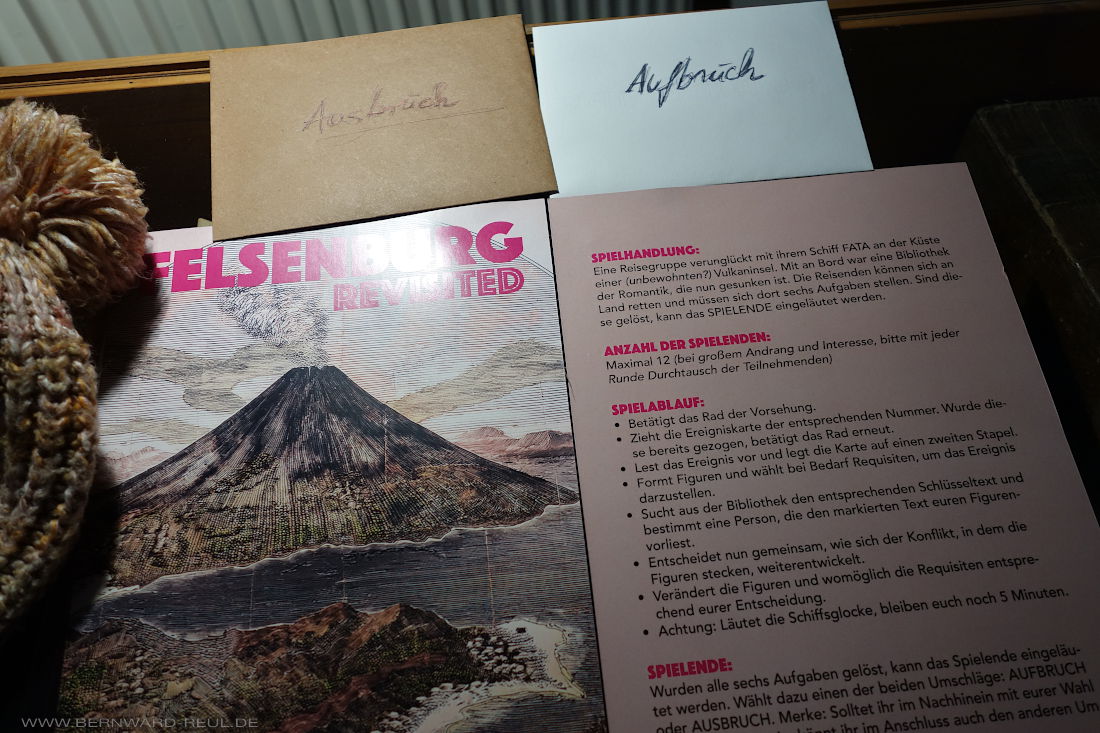 Ausbruch
Aufbruch
FELSENBURG
REVISITED
SPIELHANDLUNG:
Eine Reisegruppe verunglückt mit ihrem Schiff FATA an der Küste
einer (unbewohnten?) Vulkaninsel. Mit an Bord war eine Bibliothek
der Romantik, die nun gesunken ist. Die Reisenden können sich an
Land retten und müssen sich dort sechs Aufgaben stellen. Sind die-
se gelöst, kann das SPIELENDE eingeläutet werden.
ANZAHL DER SPIELENDEN:
Maximal 12 (bei großem Andrang und Interesse, bitte mit jeder
Runde Durchtausch der Teilnehmenden)
SPIELABLAUF:
• Betätigt das Rad der Vorsehung.
• Zieht die Ereigniskarte der entsprechenden Nummer. Wurde die-
se bereits gezogen, betätigt das Rad erneut.
• Lest das Ereignis vor und legt die Karte auf einen zweiten Stapel.
• Formt Figuren und wählt bei Bedarf Requisiten, um das Ereignis
darzustellen.
• Sucht aus der Bibliothek den entsprechenden Schlüsseltext und
bestimmt eine Person, die den markierten Text euren Figuren-
vorliest.
• Entscheidet nun gemeinsam, wie sich der Konflikt, in dem die
Figuren stecken, weiterentwickelt.
• Verändert die Figuren und womöglich die Requisiten entspre-
chend eurer Entscheidung.
• Achtung: Läutet die Schiffsglocke, bleiben euch noch 5 Minuten.
SPIELENDE:
Wurden alle sechs Aufgaben gelöst, kann das Spielende eingeläu-
tet werden. Wählt dazu einen der beiden Umschläge: AUFBRUCH
oder AUSBRUCH. Merke: Solltet ihr im Nachhinein mit eurer Wahl
könnt ihr im Anschluss auch den anderen Um
WWW.BERNWARD-REUL.DE